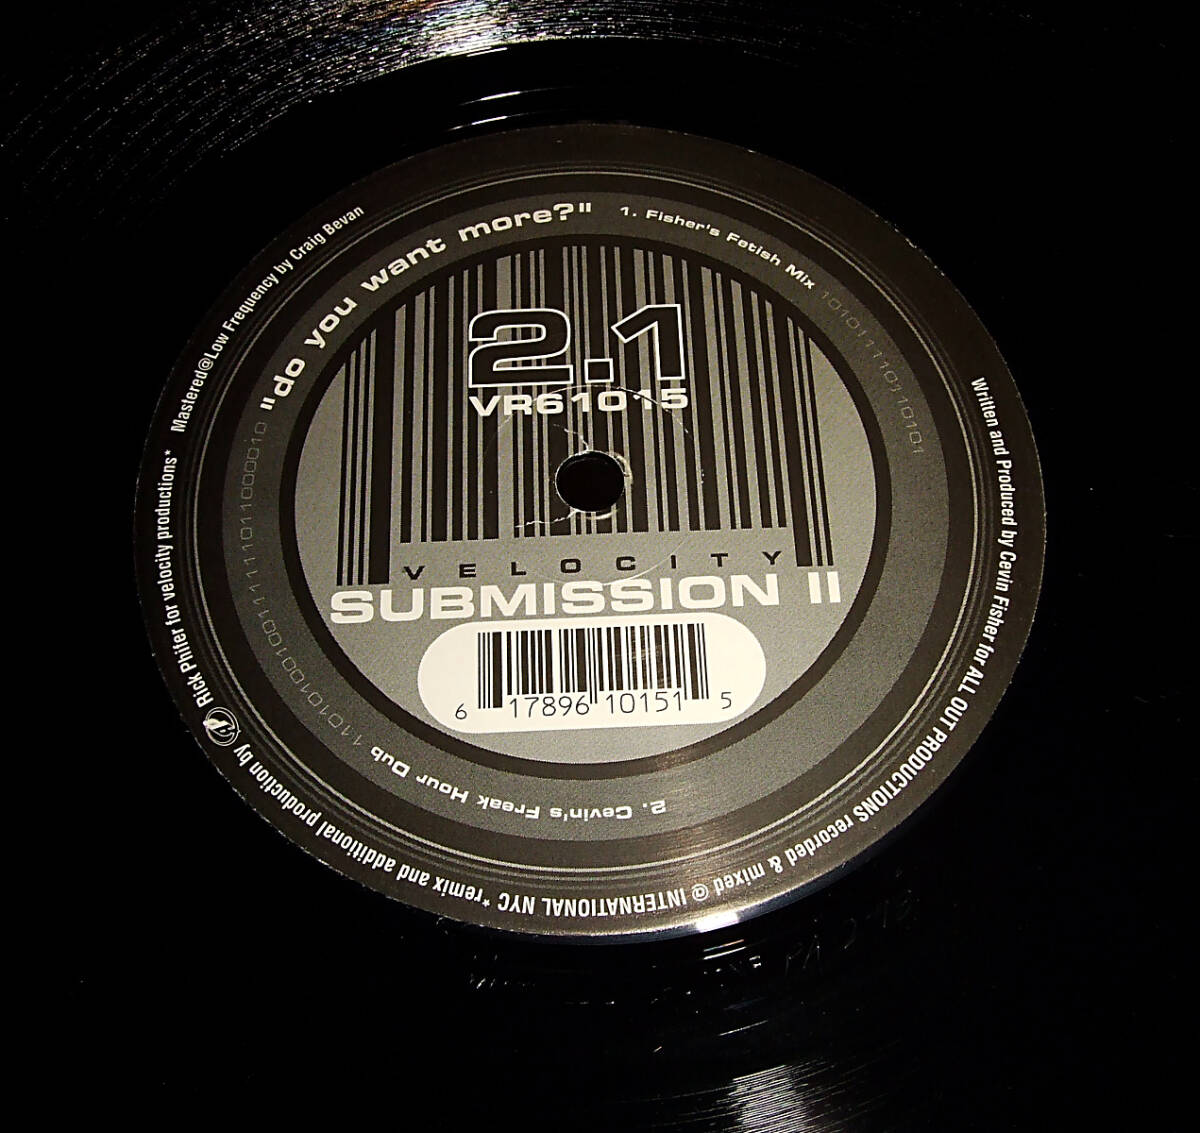 "do you want more?" 1. Fisher's Fetish Mix
2. Cevin's Freak Hour Dub
2.1
VR61015
VELOCITY
SUBMISSION II
6 17896 10151 5
Written and Produced by Cevin Fisher for ALL OUT PRODUCTIONS recorded & mixed @ INTERNATIONAL NYC *remix and additional production by Rick Phifer for velocity productions*
Mastered@Low Frequency by Craig Bevan